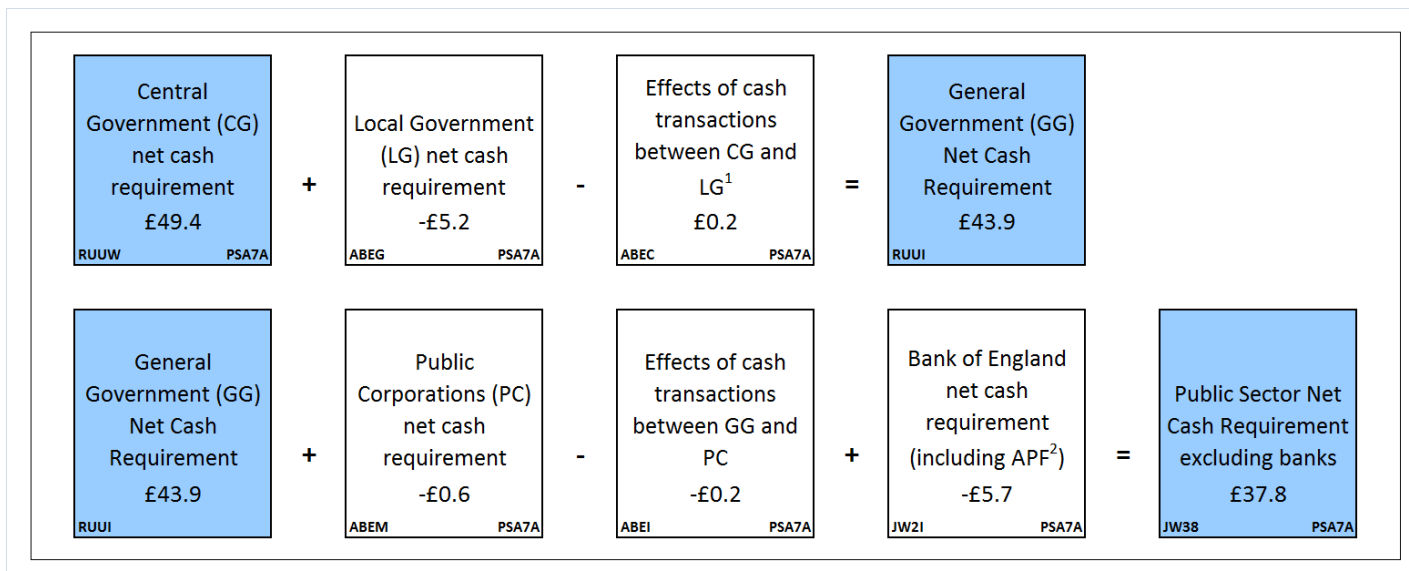 Central
Government (CG)
net cash
requirement
£49.4
RUUW PSA7A
+
Local Government
(LG) net cash
requirement
-£5.2
ABEG PSA7A
-
Effects of cash
transactions
between CG and
LG1
£0.2
ABEC PSA7A
=
General
Government (GG)
Net Cash
Requirement
£43.9
RUUI
General
Government (GG)
Net Cash
Requirement
£43.9
RUUI
+
Public
Corporations (PC)
net cash
requirement
-£0.6
ABEM PSA7A
-
Effects of cash
transactions
between GG and
PC
-£0.2
ABEI PSA7A
+
Bank of England
net cash
requirement
(including APF2)
-£5.7
JW2I PSA7A
=
Public Sector Net
Cash Requirement
excluding banks
£37.8
JW38 PSA7A